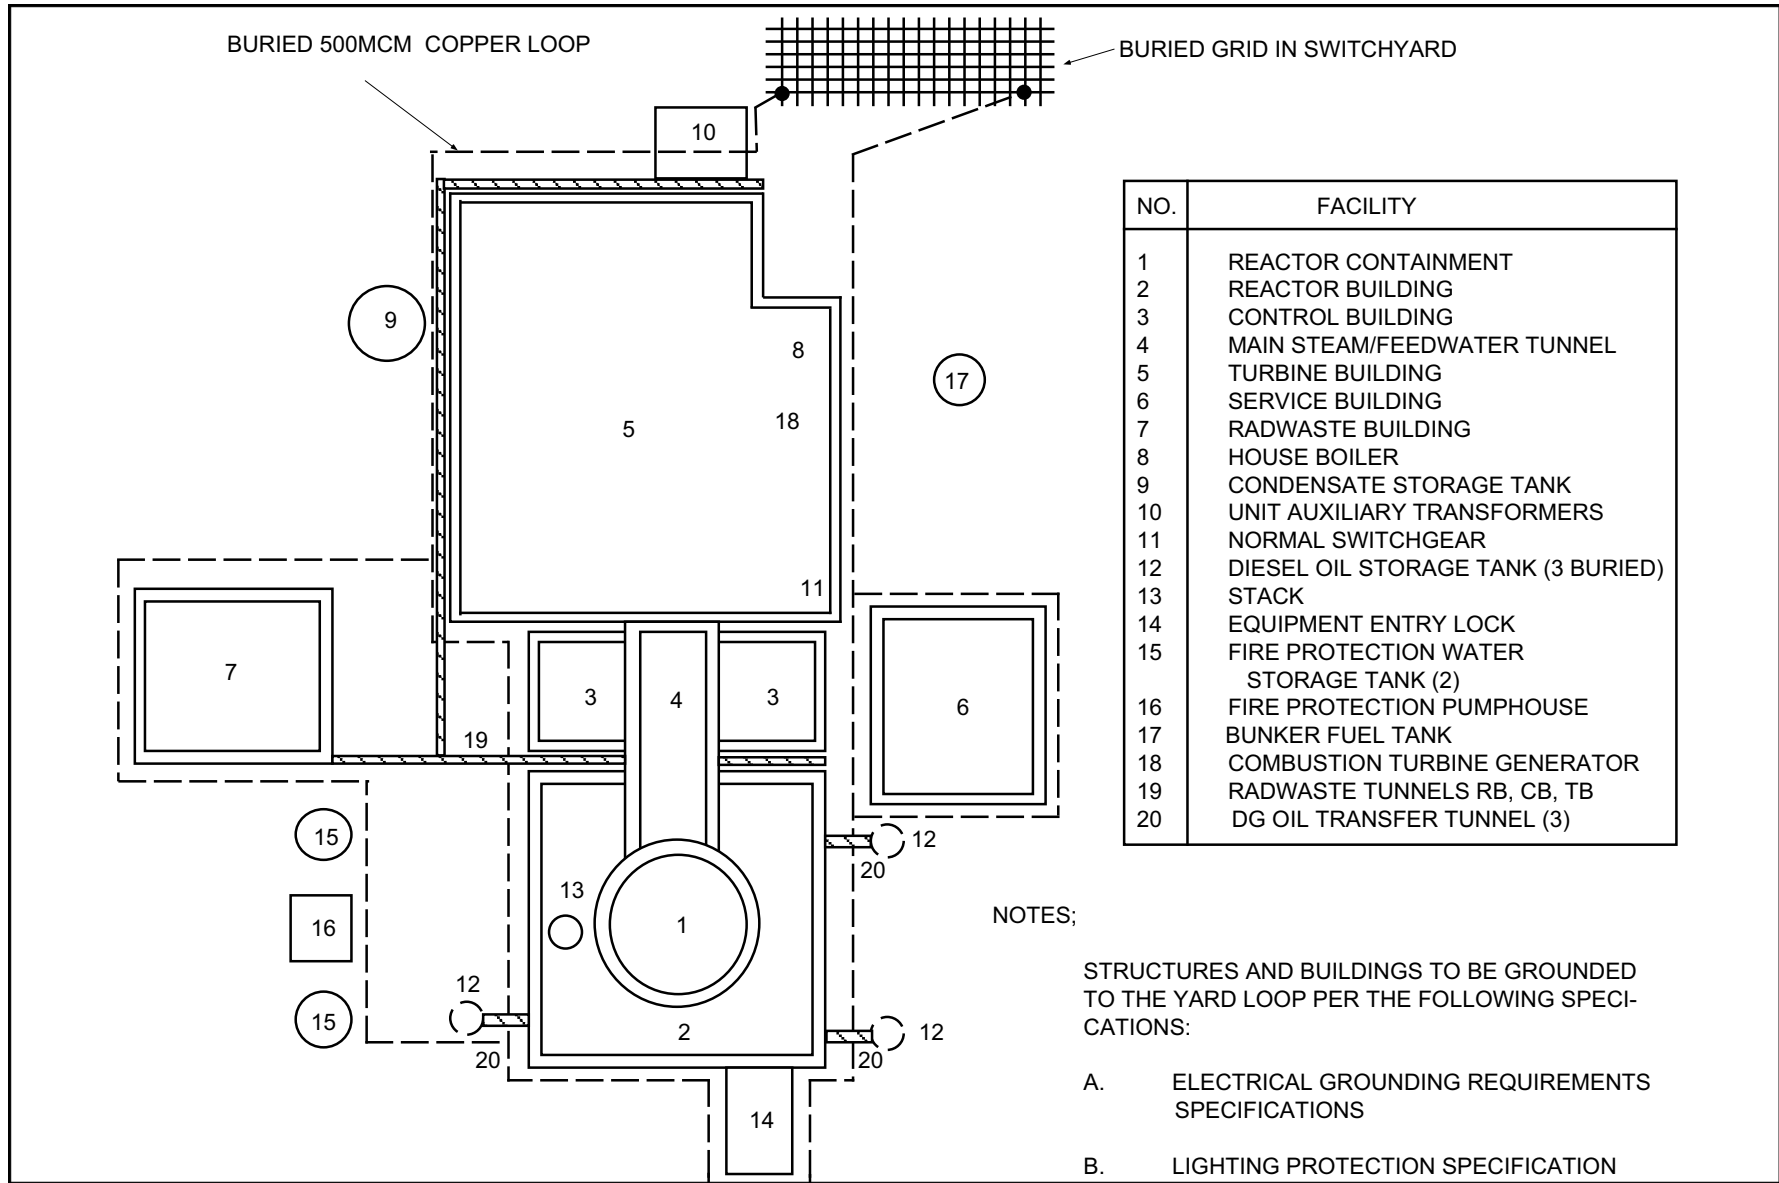 BURIED 500MCM COPPER LOOP
BURIED GRID IN SWITCHYARD
10
9
8
17
18
5
11
7
3
4
3
6
19
15
12
20
13
1
16
12
15
2
12
20
20
14
NO. FACILITY
1 REACTOR CONTAINMENT
2 REACTOR BUILDING
3 CONTROL BUILDING
4 MAIN STEAM/FEEDWATER TUNNEL
5 TURBINE BUILDING
6 SERVICE BUILDING
7 RADWASTE BUILDING
8 HOUSE BOILER
9 CONDENSATE STORAGE TANK
10 UNIT AUXILIARY TRANSFORMERS
11 NORMAL SWITCHGEAR
12 DIESEL OIL STORAGE TANK (3 BURIED)
13 STACK
14 EQUIPMENT ENTRY LOCK
15 FIRE PROTECTION WATER
STORAGE TANK (2)
16 FIRE PROTECTION PUMPHOUSE
17 BUNKER FUEL TANK
18 COMBUSTION TURBINE GENERATOR
19 RADWASTE TUNNELS RB, CB, TB
20 DG OIL TRANSFER TUNNEL (3)
NOTES;
STRUCTURES AND BUILDINGS TO BE GROUNDED
TO THE YARD LOOP PER THE FOLLOWING SPECI-
CATIONS:
A. ELECTRICAL GROUNDING REQUIREMENTS
SPECIFICATIONS
B. LIGHTING PROTECTION SPECIFICATION